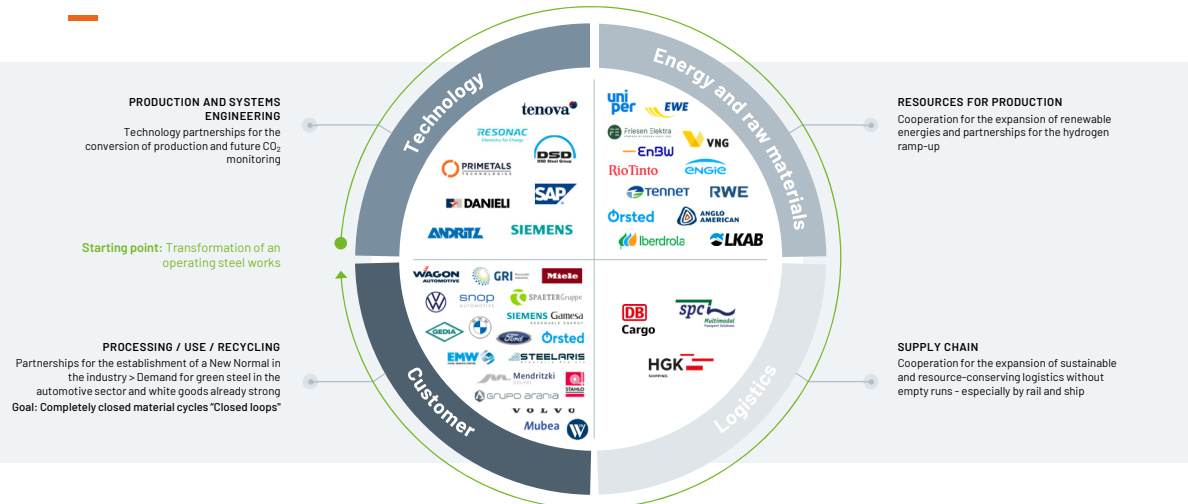 PRODUCTION AND SYSTEMS
ENGINEERING
Technology partnerships for the
conversion of production and future CO₂
monitoring
Starting point: Transformation of an
operating steel works
PROCESSING / USE / RECYCLING
Partnerships for the establishment of a New Normal in
the industry > Demand for green steel in the
automotive sector and white goods already strong
Goal: Completely closed material cycles "Closed loops"
Technology
tenova
RESONAC
Chemistry for Change
DSD
DSD Steel Group
PRIMETALS
TECHNOLOGIES
SAP
DANIELI
ANDRITZ
SIEMENS
Energy and raw materials
uni
per
EWE
FE Friesen Elektra
VNG
EnBW
RioTinto
ENGIE
TENNET
RWE
Ørsted
ANGLO
AMERICAN
Iberdrola
LKAB
Customer
WAGON
AUTOMOTIVE
GRI
Miele
snop
AUTOMOTIVE
SPAETERGruppe
SIEMENS Gamesa
RENEWABLE ENERGY
GEDIA
BMW
Ford
Ørsted
EMW
STEELARIS
Mendritzki
STAHLO
GRUPO ARANIA
VOLVO
Mubea
W
Logistics
DB
Cargo
spc
Multimodal
Transport Solutions
HGK
SHIPPING
RESOURCES FOR PRODUCTION
Cooperation for the expansion of renewable
energies and partnerships for the hydrogen
ramp-up
SUPPLY CHAIN
Cooperation for the expansion of sustainable
and resource-conserving logistics without
empty runs - especially by rail and ship